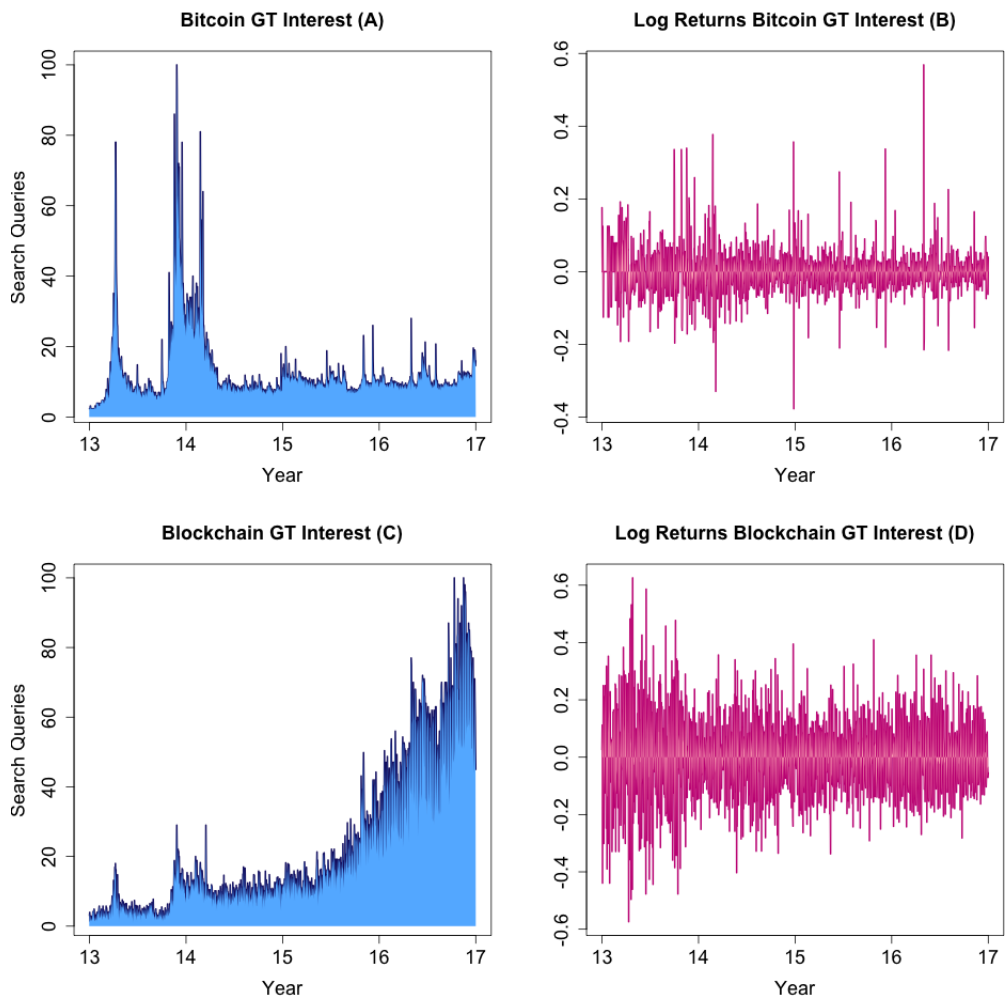 Bitcoin GT Interest (A)
Search Queries
100
80
60
40
20
0
13 14 15 16 17
Year
Log Returns Bitcoin GT Interest (B)
0.6
0.4
0.2
0.0
-0.2
-0.4
13 14 15 16 17
Year
Blockchain GT Interest (C)
Search Queries
100
80
60
40
20
0
13 14 15 16 17
Year
Log Returns Blockchain GT Interest (D)
0.6
0.4
0.2
0.0
-0.2
-0.4
-0.6
13 14 15 16 17
Year